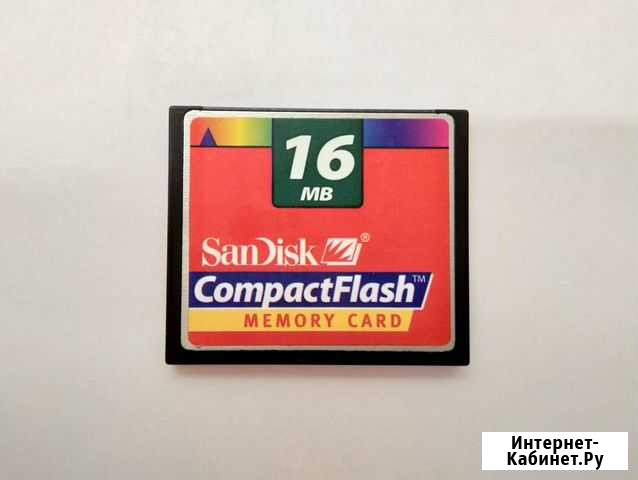 16
MB
SanDisk®
CompactFlash™
MEMORY CARD
Интернет-
Кабинет.Ру